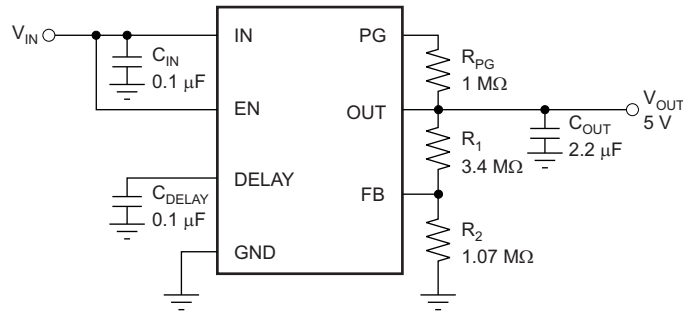 V_IN
C_IN
0.1 μF
C_DELAY
0.1 μF
IN
EN
DELAY
GND
PG
OUT
FB
R_PG
1 MΩ
R_1
3.4 MΩ
R_2
1.07 MΩ
C_OUT
2.2 μF
V_OUT
5 V